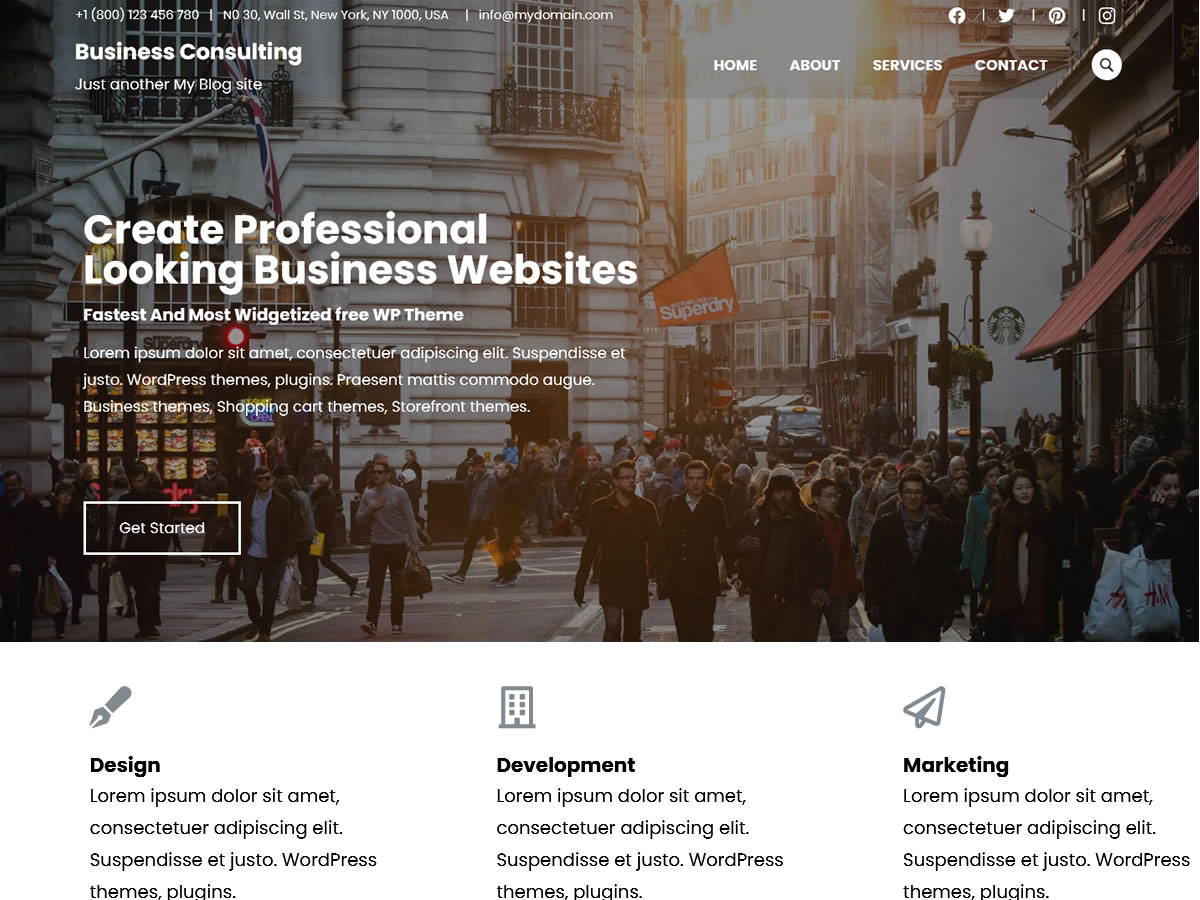 +1 (800) 123 456 780 | N0 30, Wall St, New York, NY 1000, USA | info@mydomain.com
Business Consulting
Just another My Blog site
HOME ABOUT SERVICES CONTACT
Create Professional
Looking Business Websites
Fastest And Most Widgetized free WP Theme
Lorem ipsum dolor sit amet, consectetuer adipiscing elit. Suspendisse et
justo. WordPress themes, plugins. Praesent mattis commodo augue.
Business themes, Shopping cart themes, Storefront themes.
Superdry
Superdry
OPEN
dry
Get Started
H&M
Design
Lorem ipsum dolor sit amet,
consectetuer adipiscing elit.
Suspendisse et justo. WordPress
themes, plugins.
Development
Lorem ipsum dolor sit amet,
consectetuer adipiscing elit.
Suspendisse et justo. WordPress
themes, plugins.
Marketing
Lorem ipsum dolor sit amet,
consectetuer adipiscing elit.
Suspendisse et justo. WordPress
themes, plugins.